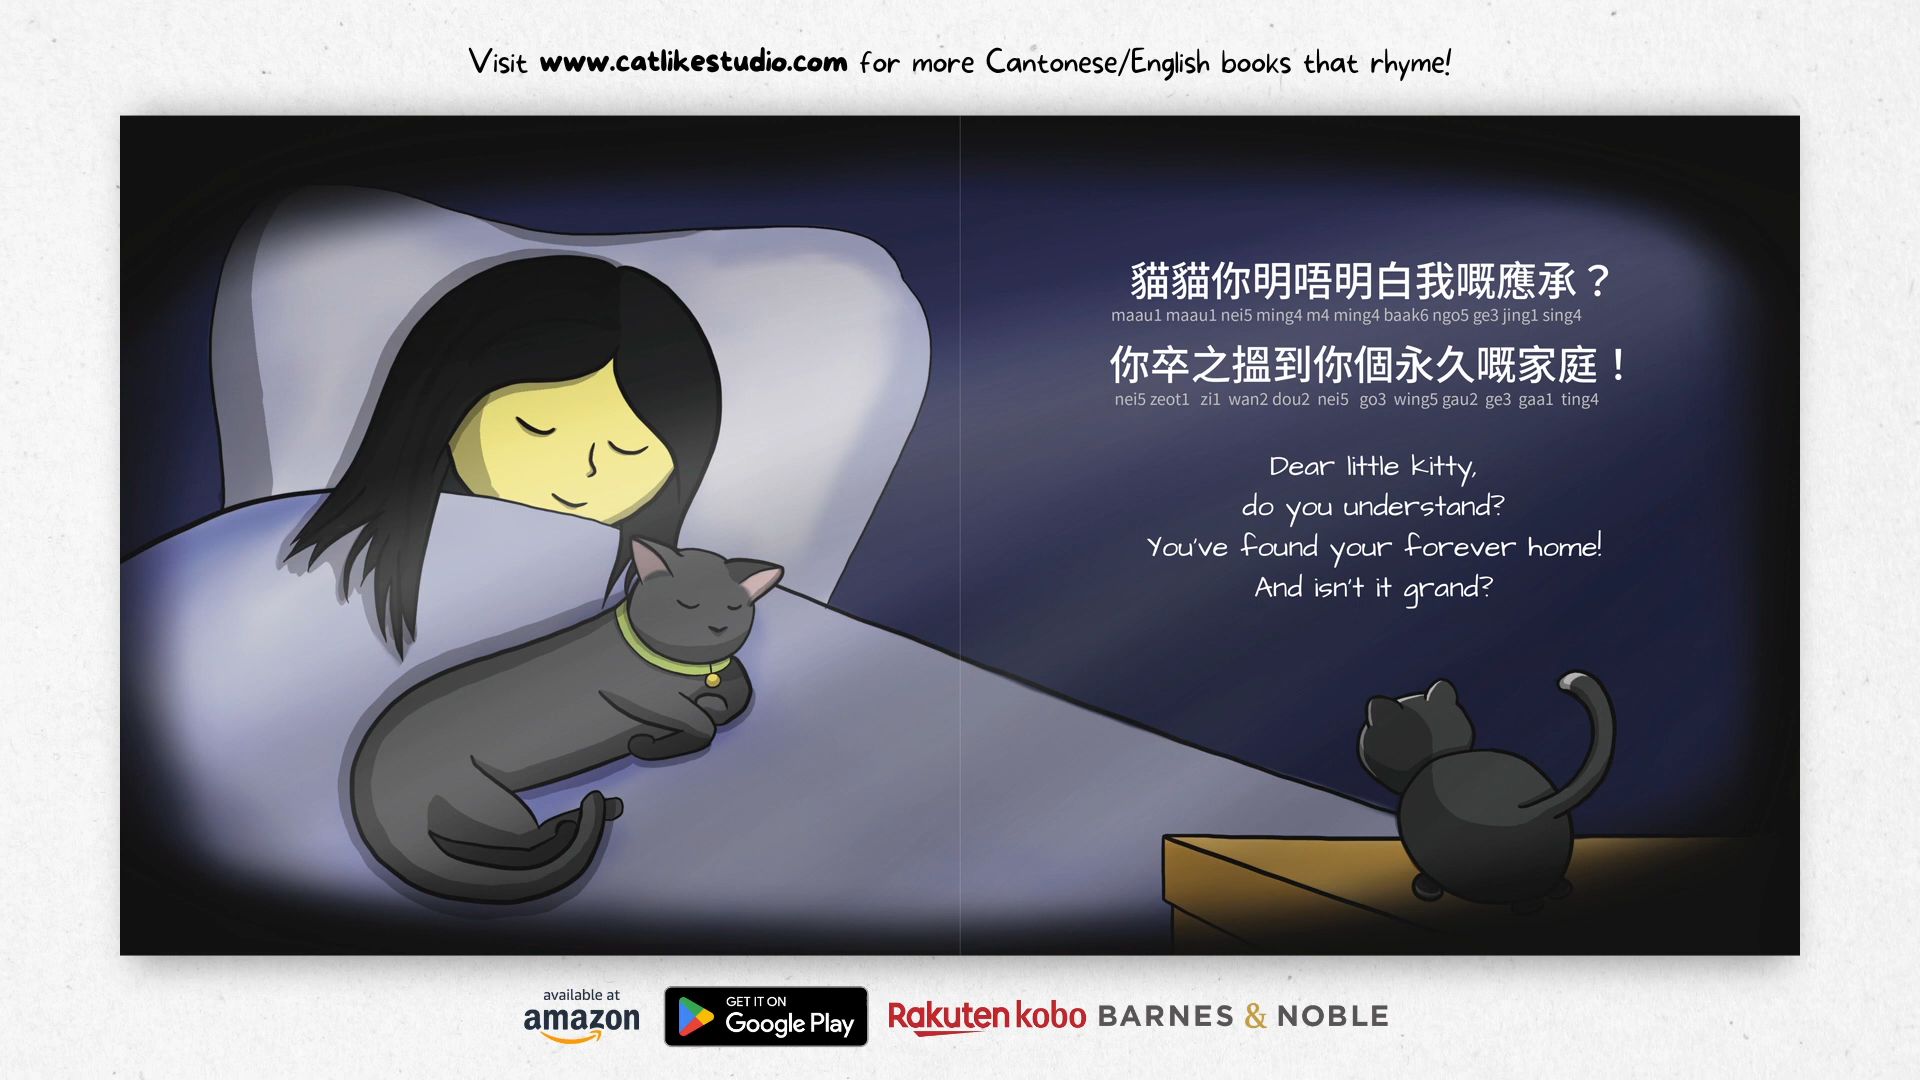 Visit www.catlikestudio.com for more Cantonese/English books that rhyme!
貓貓你明唔明白我嘅應承？
maau1 maau1 nei5 ming4 m4 ming4 baak6 ngo5 ge3 jing1 sing4
你卒之搵到你個永久嘅家庭！
nei5 zeot1 zi1 wan2 dou2 nei5 go3 wing5 gau2 ge3 gaa1 ting4
Dear little kitty,
do you understand?
You've found your forever home!
And isn't it grand?
available at
amazon
GET IT ON
Google Play
Rakuten kobo
BARNES & NOBLE